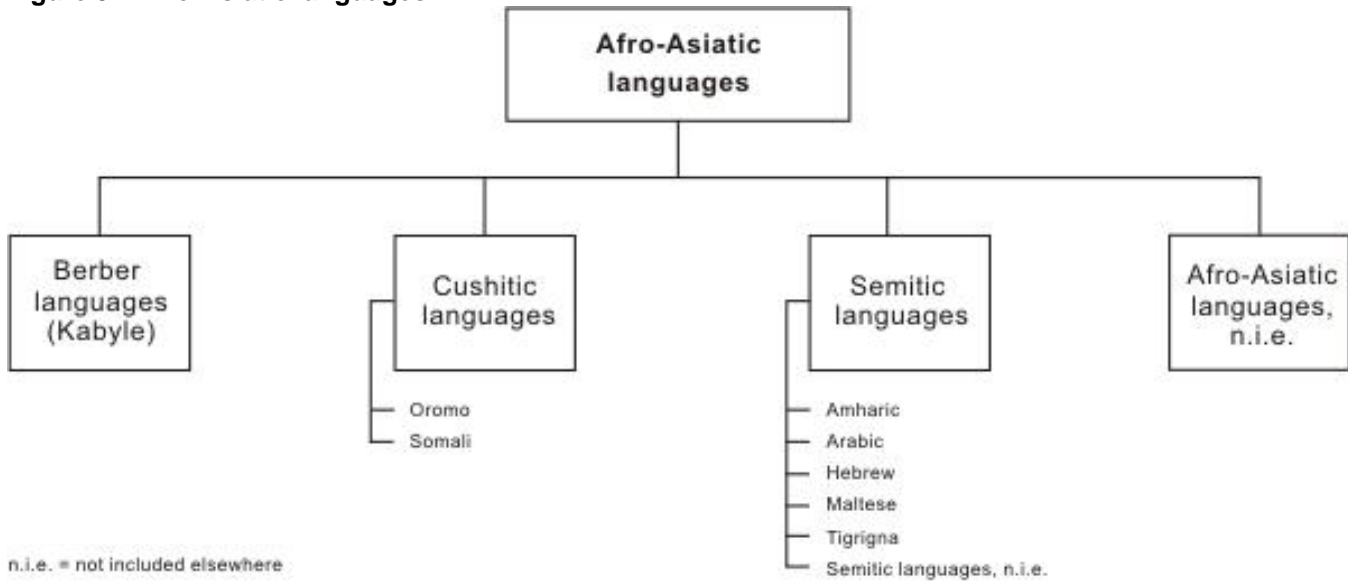 Afro-Asiatic
languages
Berber
languages
(Kabyle)
Cushitic
languages
Oromo
Somali
Semitic
languages
Amharic
Arabic
Hebrew
Maltese
Tigrigna
Semitic languages, n.i.e.
Afro-Asiatic
languages,
n.i.e.
n.i.e. = not included elsewhere